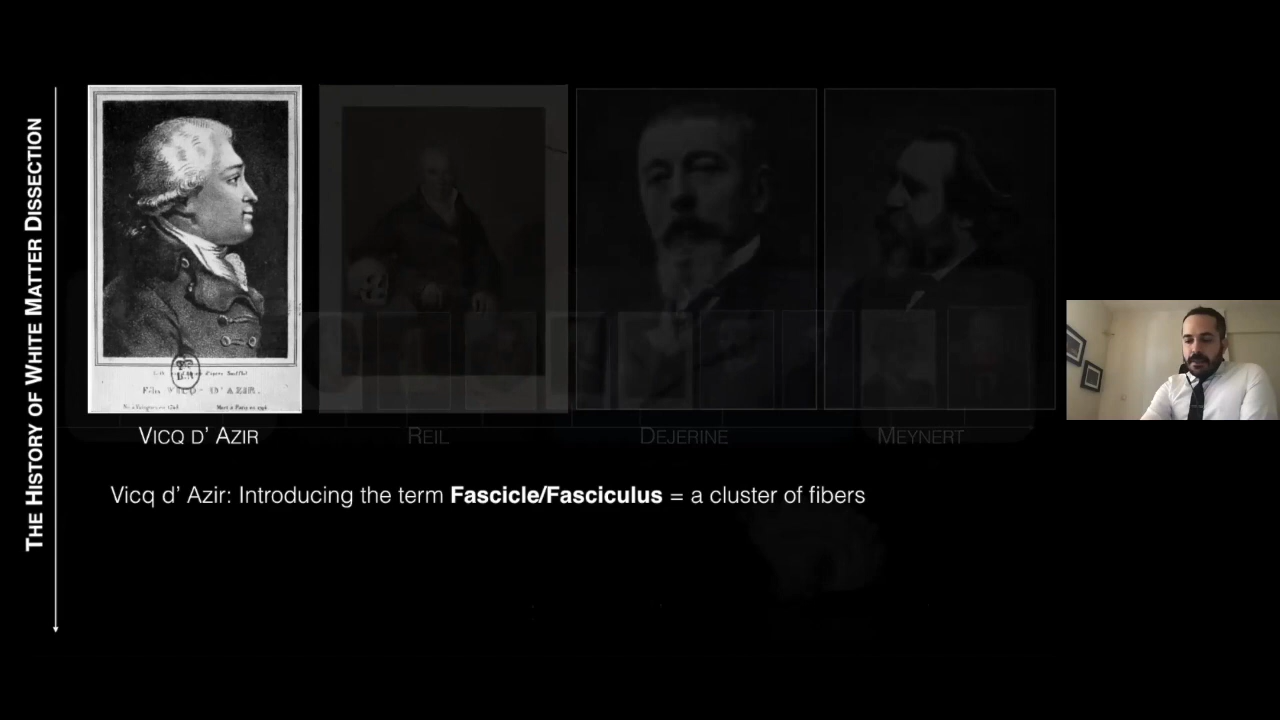 THE HISTORY OF WHITE MATTER DISSECTION
VICQ D' AZIR
REIL
DEJERINE
MEYNERT
Vicq d' Azir: Introducing the term Fascicle/Fasciculus = a cluster of fibers